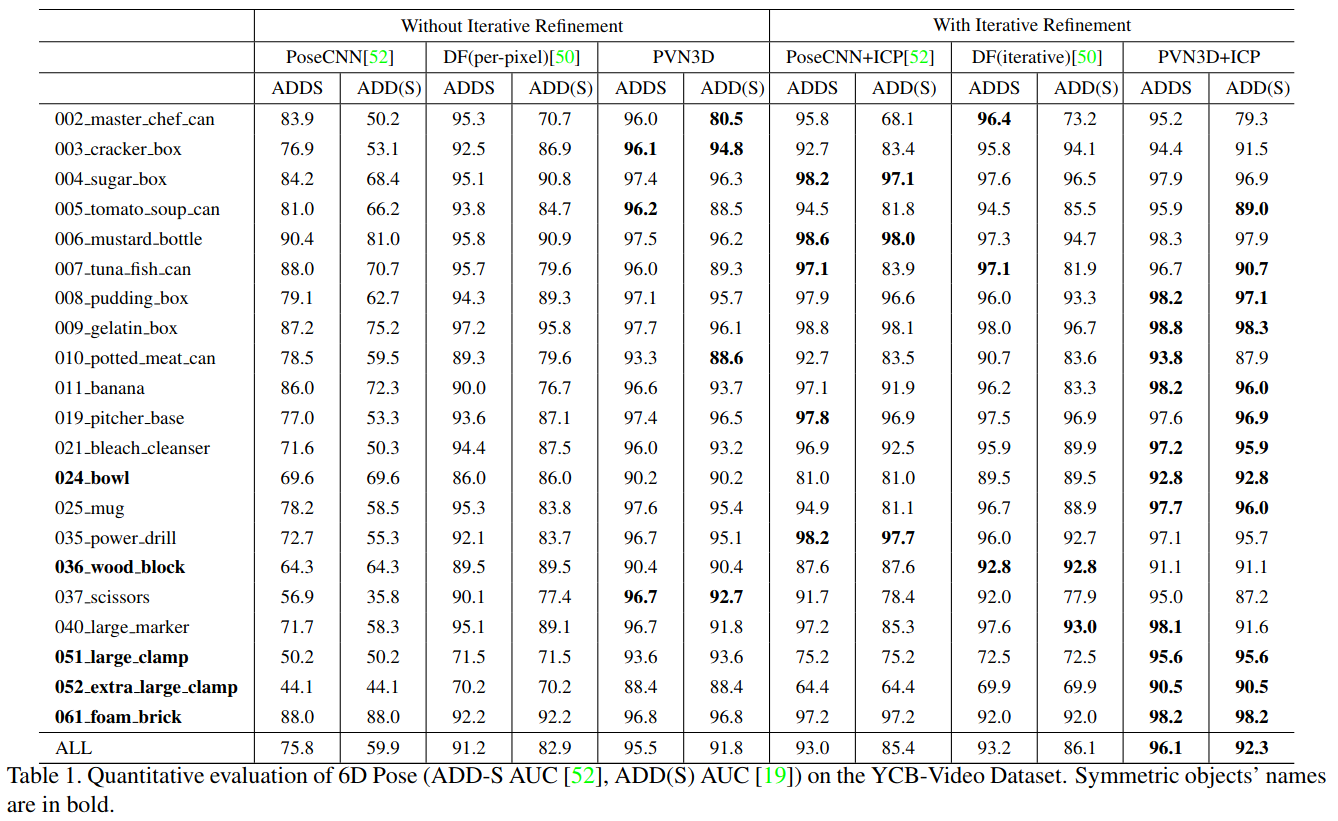 Without Iterative Refinement With Iterative Refinement
PoseCNN[52] DF(per-pixel)[50] PVN3D PoseCNN+ICP[52] DF(iterative)[50] PVN3D+ICP
ADDS ADD(S) ADDS ADD(S) ADDS ADD(S) ADDS ADD(S) ADDS ADD(S) ADDS ADD(S)
002_master_chef_can 83.9 50.2 95.3 70.7 96.0 80.5 95.8 68.1 96.4 73.2 95.2 79.3
003_cracker_box 76.9 53.1 92.5 86.9 96.1 94.8 92.7 83.4 95.8 94.1 94.4 91.5
004_sugar_box 84.2 68.4 95.1 90.8 97.4 96.3 98.2 97.1 97.6 96.5 97.9 96.9
005_tomato_soup_can 81.0 66.2 93.8 84.7 96.2 88.5 94.5 81.8 94.5 85.5 95.9 89.0
006_mustard_bottle 90.4 81.0 95.8 90.9 97.5 96.2 98.6 98.0 97.3 94.7 98.3 97.9
007_tuna_fish_can 88.0 70.7 95.7 79.6 96.0 89.3 97.1 83.9 97.1 81.9 96.7 90.7
008_pudding_box 79.1 62.7 94.3 89.3 97.1 95.7 97.9 96.6 96.0 93.3 98.2 97.1
009_gelatin_box 87.2 75.2 97.2 95.8 97.7 96.1 98.8 98.1 98.0 96.7 98.8 98.3
010_potted_meat_can 78.5 59.5 89.3 79.6 93.3 88.6 92.7 83.5 90.7 83.6 93.8 87.9
011_banana 86.0 72.3 90.0 76.7 96.6 93.7 97.1 91.9 96.2 83.3 98.2 96.0
019_pitcher_base 77.0 53.3 93.6 87.1 97.4 96.5 97.8 96.9 97.5 96.9 97.6 96.9
021_bleach_cleanser 71.6 50.3 94.4 87.5 96.0 93.2 96.9 92.5 95.9 89.9 97.2 95.9
024_bowl 69.6 69.6 86.0 86.0 90.2 90.2 81.0 81.0 89.5 89.5 92.8 92.8
025_mug 78.2 58.5 95.3 83.8 97.6 95.4 94.9 81.1 96.7 88.9 97.7 96.0
035_power_drill 72.7 55.3 92.1 83.7 96.7 95.1 98.2 97.7 96.0 92.7 97.1 95.7
036_wood_block 64.3 64.3 89.5 89.5 90.4 90.4 87.6 87.6 92.8 92.8 91.1 91.1
037_scissors 56.9 35.8 90.1 77.4 96.7 92.7 91.7 78.4 92.0 77.9 95.0 87.2
040_large_marker 71.7 58.3 95.1 89.1 96.7 91.8 97.2 85.3 97.6 93.0 98.1 91.6
051_large_clamp 50.2 50.2 71.5 71.5 93.6 93.6 75.2 75.2 72.5 72.5 95.6 95.6
052_extra_large_clamp 44.1 44.1 70.2 70.2 88.4 88.4 64.4 64.4 69.9 69.9 90.5 90.5
061_foam_brick 88.0 88.0 92.2 92.2 96.8 96.8 97.2 97.2 92.0 92.0 98.2 98.2
ALL 75.8 59.9 91.2 82.9 95.5 91.8 93.0 85.4 93.2 86.1 96.1 92.3
Table 1. Quantitative evaluation of 6D Pose (ADD-S AUC [52], ADD(S) AUC [19]) on the YCB-Video Dataset. Symmetric objects’ names
are in bold.